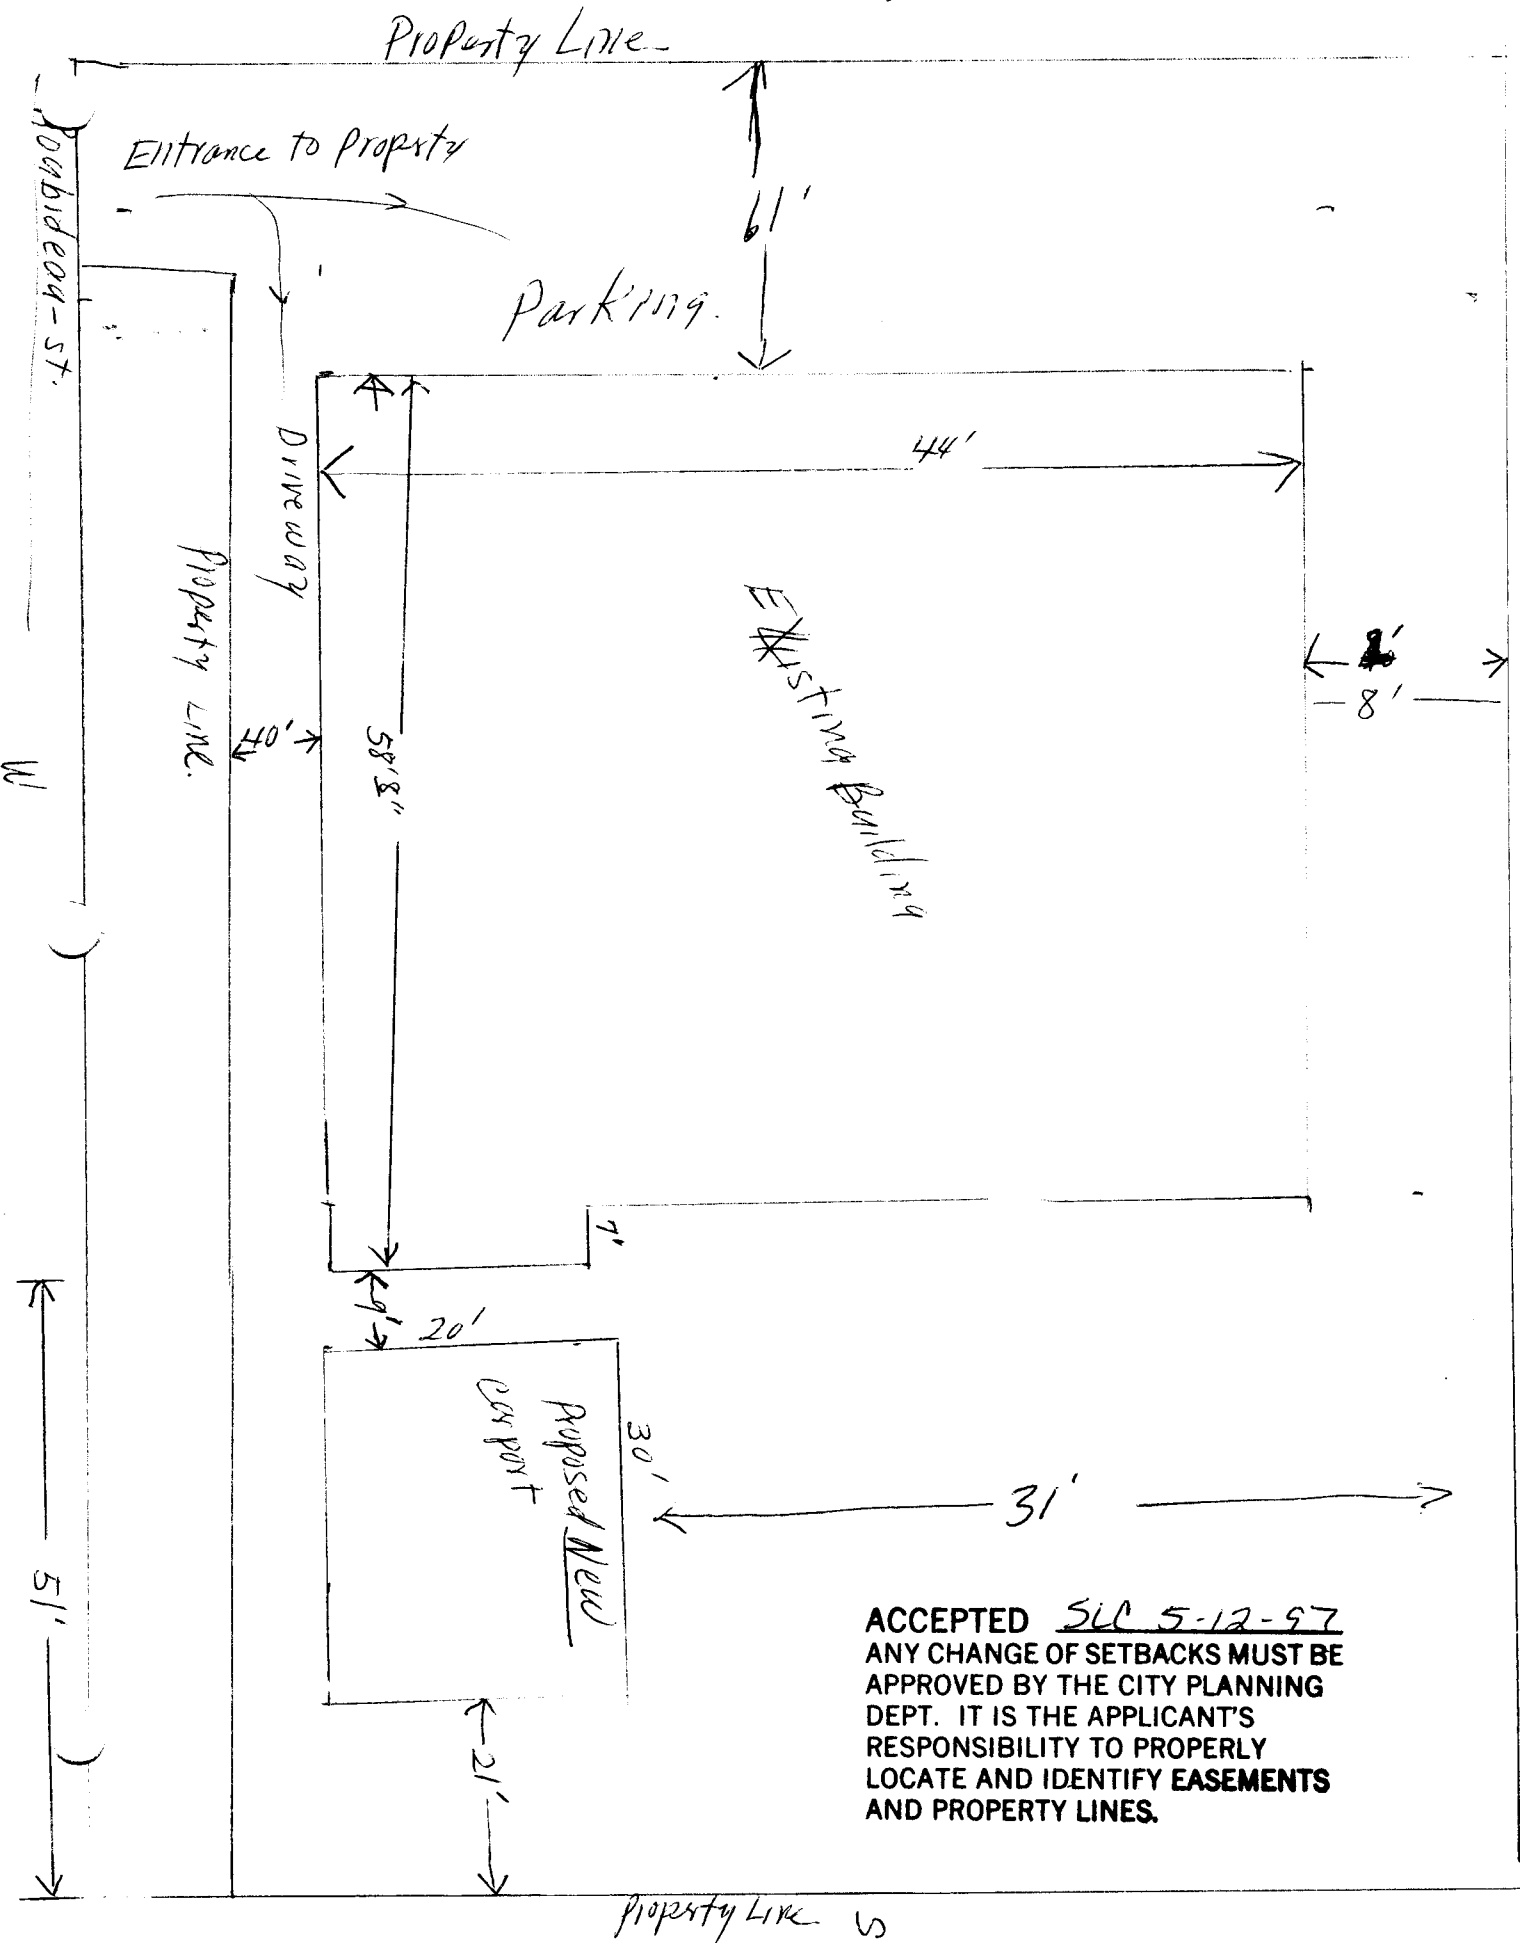 Property Line
Roubideau-st.
Entrance to Property
61'
Parking.
Driveway
44'
Property Line.
Existing Building
8'
40'
58'8"
W
7'
9'
20'
Proposed New
carport
30'
31'
51'
21'
ACCEPTED SLC 5-12-97
ANY CHANGE OF SETBACKS MUST BE
APPROVED BY THE CITY PLANNING
DEPT. IT IS THE APPLICANT'S
RESPONSIBILITY TO PROPERLY
LOCATE AND IDENTIFY EASEMENTS
AND PROPERTY LINES.
Property Line S